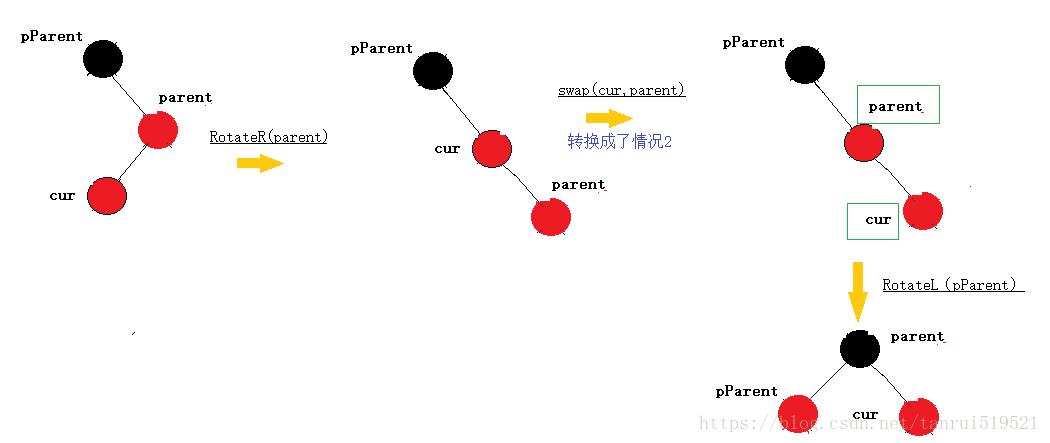 pParent
parent
RotateR(parent)
cur
pParent
cur
parent
swap(cur,parent)
转换成了情况2
pParent
parent
cur
RotateL(pParent)
parent
pParent
cur
https://blog.csdn.net/tanrui519521